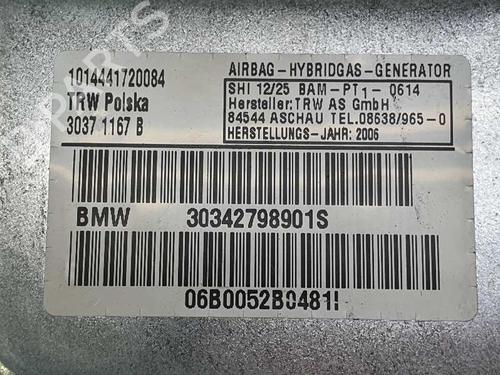 1014441720084
TRW Polska
3037 1167 B
AIRBAG-HYBRIDGAS-GENERATOR
SHI 12/25 BAM-PT1- 0614
Hersteller:TRW AS GmbH
84544 ASCHAU TEL.08638/965-0
HERSTELLUNGS-JAHR: 2006
BMW 30342798901S
06B0052B0481I